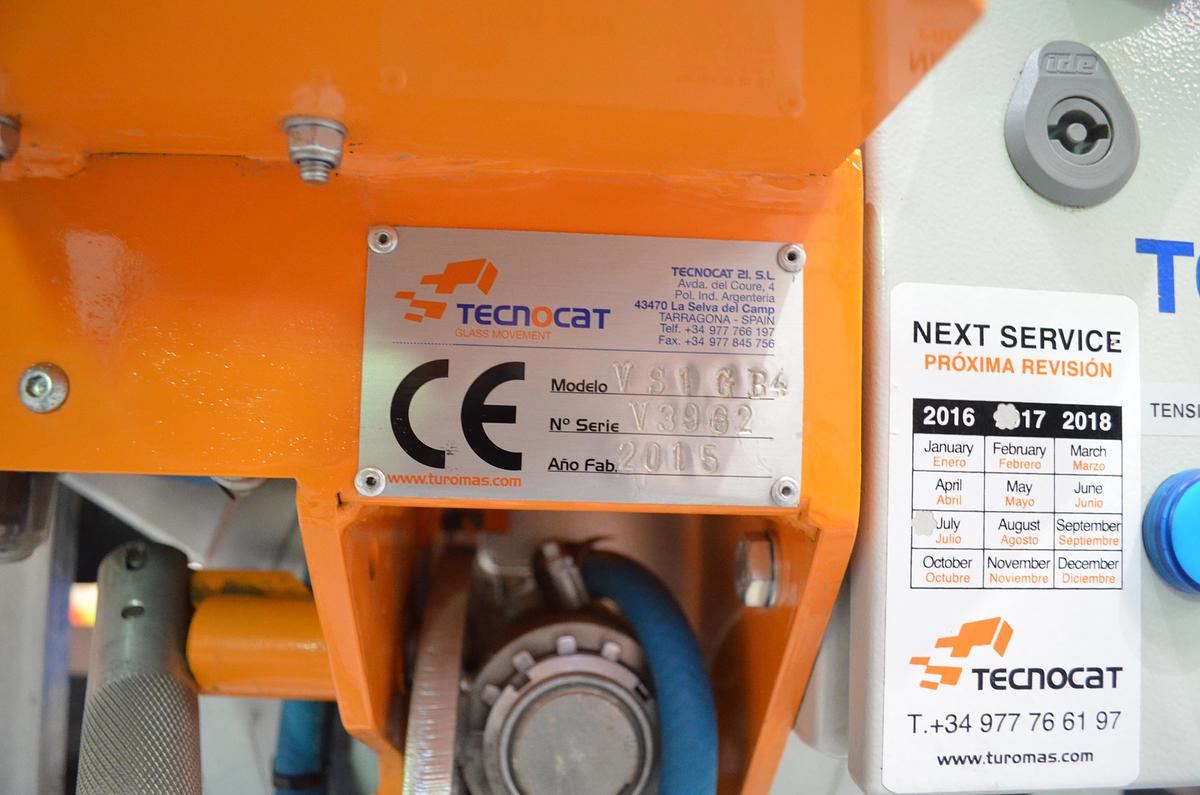 ide
TECNOCAT 21. S.L
Avda. del Coure, 4
Pol. Ind. Argenteria
43470 La Selva del Camp
TARRAGONA - SPAIN
Telf. +34 977 766 197
Fax. +34 977 845 756
TECNOCAT
GLASS MOVEMENT
CE
Modelo VS1GB4
Nº Serie V3962
Año Fab. 2015
www.turomas.com
NEXT SERVICE
PRÓXIMA REVISIÓN
2016 17 2018
January February March
Enero Febrero Marzo
April May June
Abril Mayo Junio
July August September
Julio Agosto Septiembre
October November December
Octubre Noviembre Diciembre
TECNOCAT
T.+34 977 76 61 97
www.turomas.com
TENSI